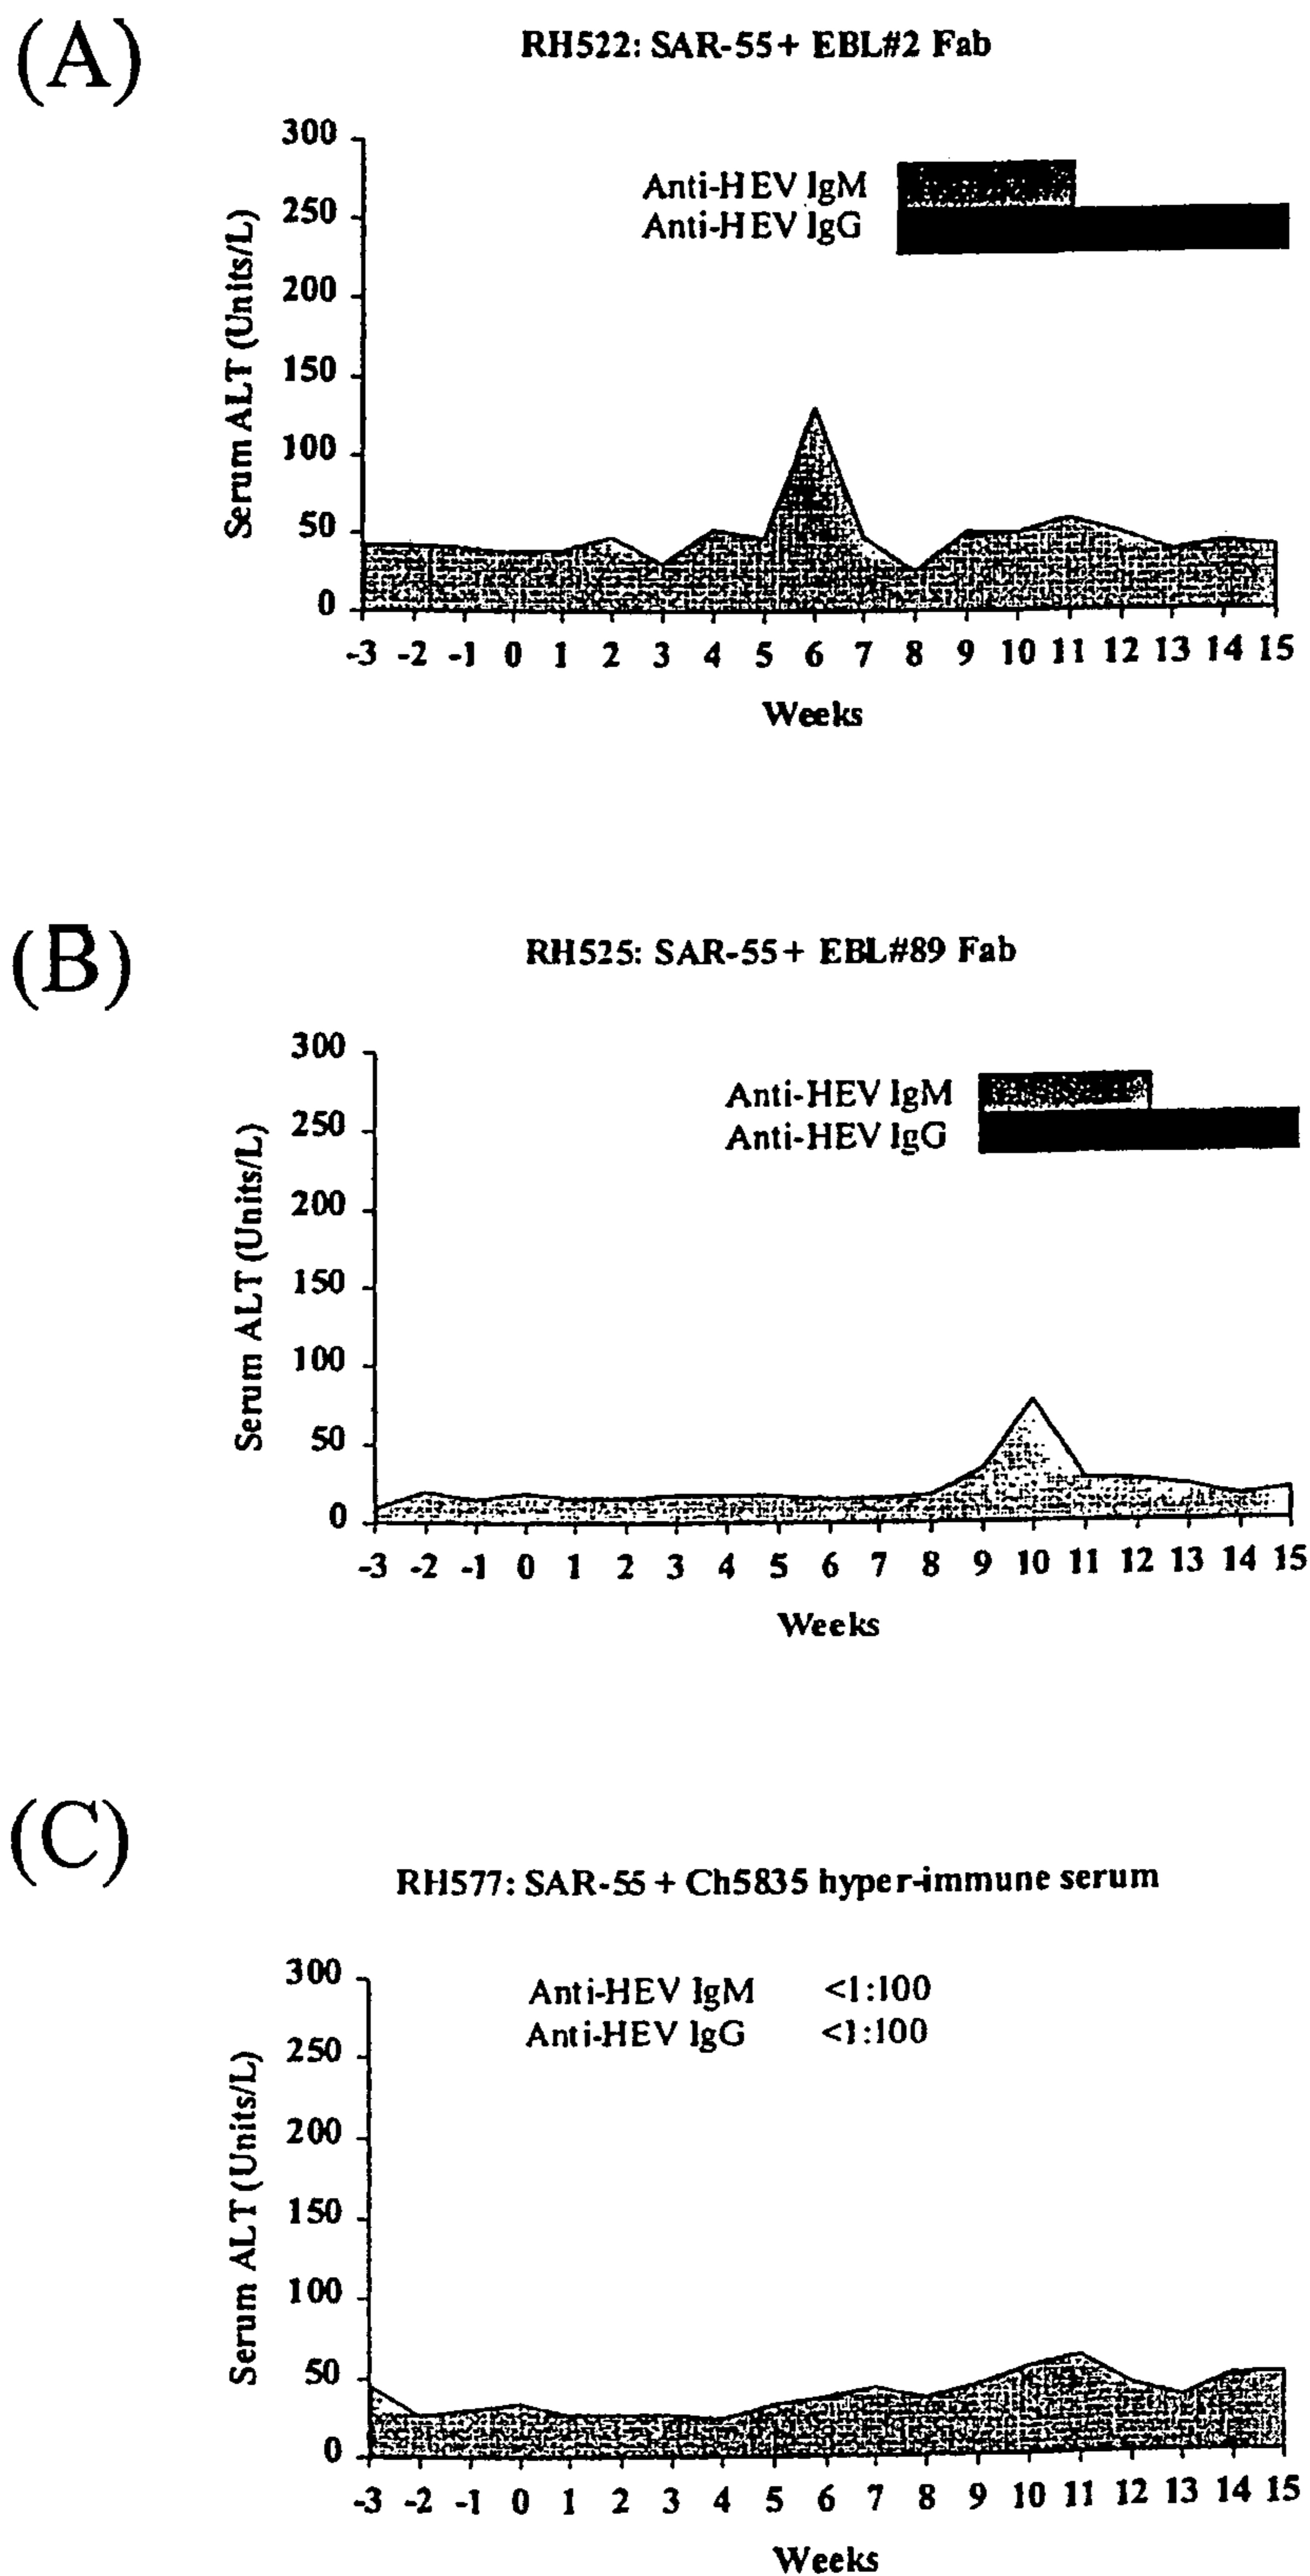 (A)
RH522: SAR-55+ EBL#2 Fab
300
250
200
150
100
50
0
Serum ALT (Units/L)
Anti-HEV IgM
Anti-HEV IgG
-3 -2 -1 0 1 2 3 4 5 6 7 8 9 10 11 12 13 14 15
Weeks
(B)
RH525: SAR-55+ EBL#89 Fab
300
250
200
150
100
50
0
Serum ALT (Units/L)
Anti-HEV IgM
Anti-HEV IgG
-3 -2 -1 0 1 2 3 4 5 6 7 8 9 10 11 12 13 14 15
Weeks
(C)
RH577: SAR-55 + Ch5835 hyper-immune serum
300
250
200
150
100
50
0
Serum ALT (Units/L)
Anti-HEV IgM <1:100
Anti-HEV IgG <1:100
-3 -2 -1 0 1 2 3 4 5 6 7 8 9 10 11 12 13 14 15
Weeks